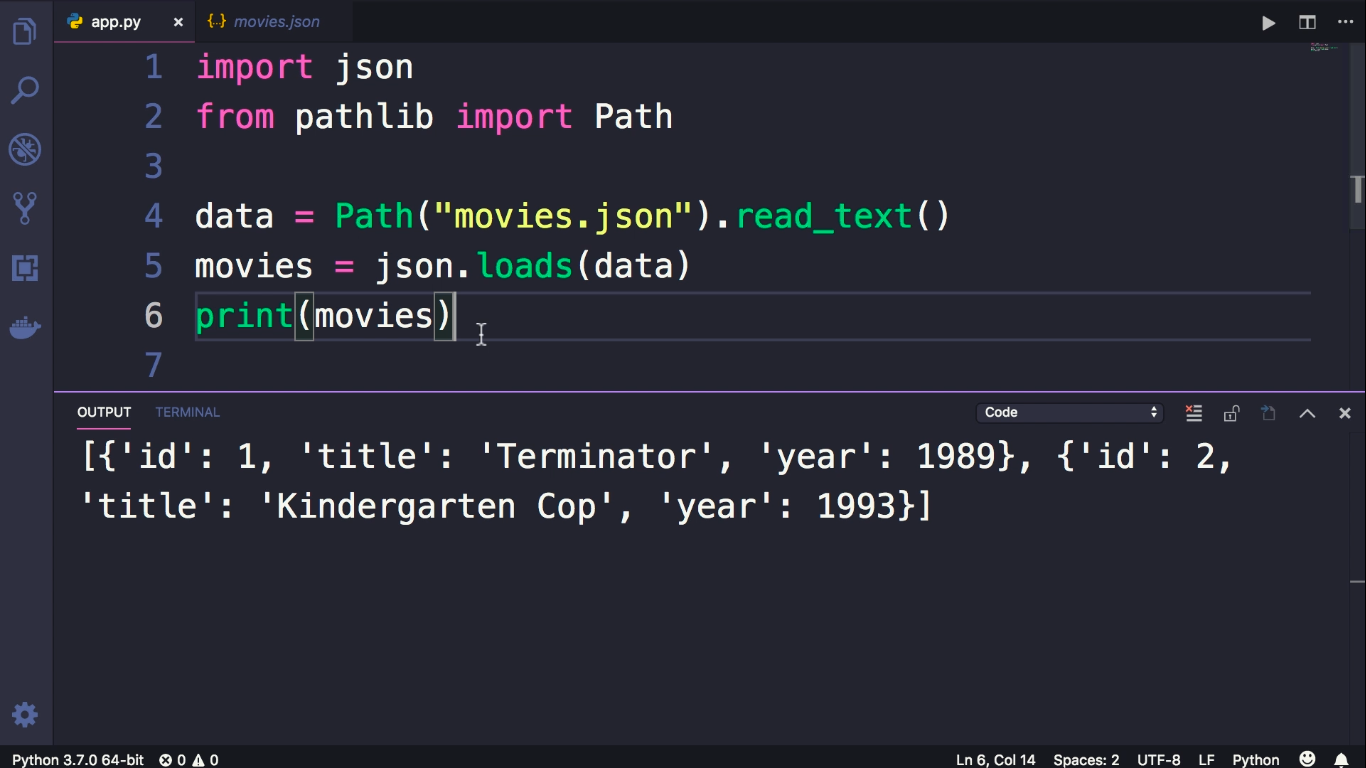 app.py
{..} movies.json
1 import json
2 from pathlib import Path
3
4 data = Path("movies.json").read_text()
5 movies = json.loads(data)
6 print(movies)
7
OUTPUT TERMINAL
Code
[{'id': 1, 'title': 'Terminator', 'year': 1989}, {'id': 2,
'title': 'Kindergarten Cop', 'year': 1993}]
Python 3.7.0 64-bit 0 0 Ln 6, Col 14 Spaces: 2 UTF-8 LF Python